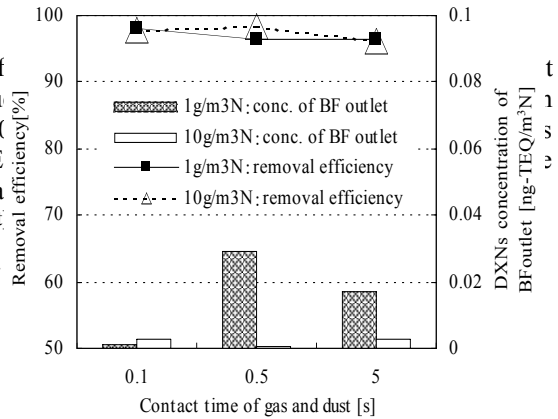 100
90
80
70
60
50
Removal efficiency[%]
1g/m3N: conc. of BF outlet
10g/m3N: conc. of BF outlet
1g/m3N: removal efficiency
10g/m3N: removal efficiency
0.1
0.08
0.06
0.04
0.02
0
DXNs concentration of
BFoutlet [ng-TEQ/m³N]
0.1 0.5 5
Contact time of gas and dust [s]